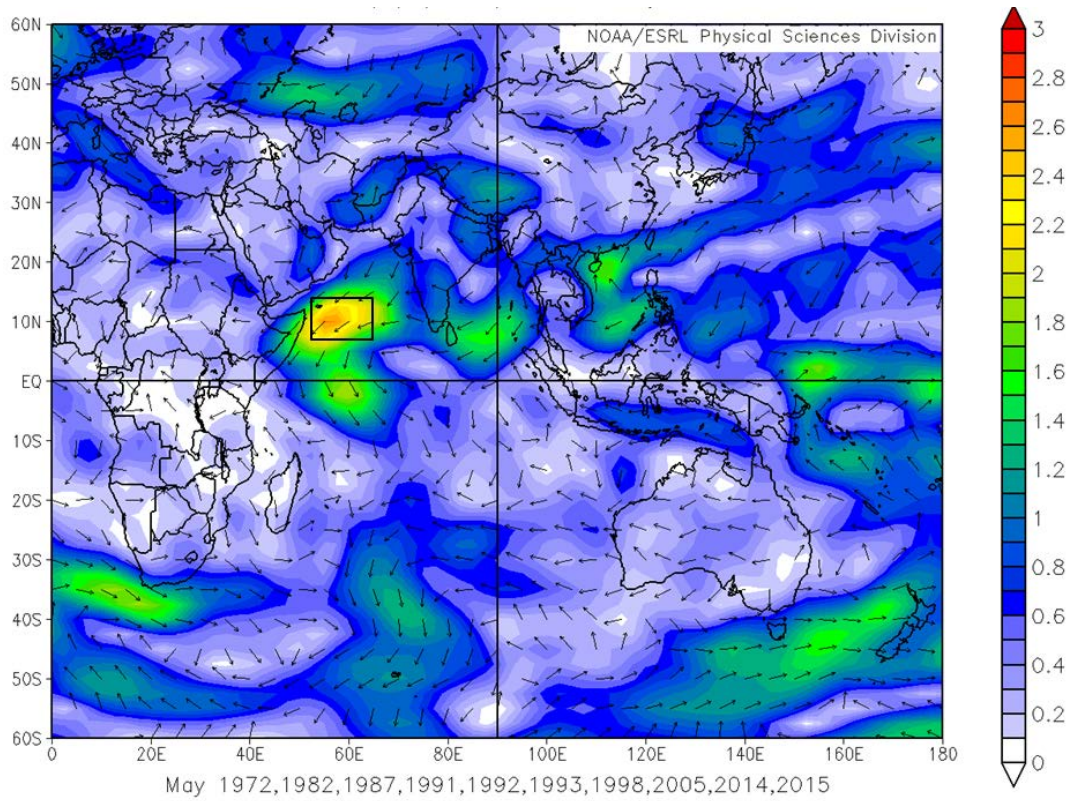 NOAA/ESRL Physical Sciences Division
60N
50N
40N
30N
20N
10N
EQ
10S
20S
30S
40S
50S
60S
0 20E 40E 60E 80E 100E 120E 140E 160E 180
May 1972,1982,1987,1991,1992,1993,1998,2005,2014,2015
3
2.8
2.6
2.4
2.2
2
1.8
1.6
1.4
1.2
1
0.8
0.6
0.4
0.2
0